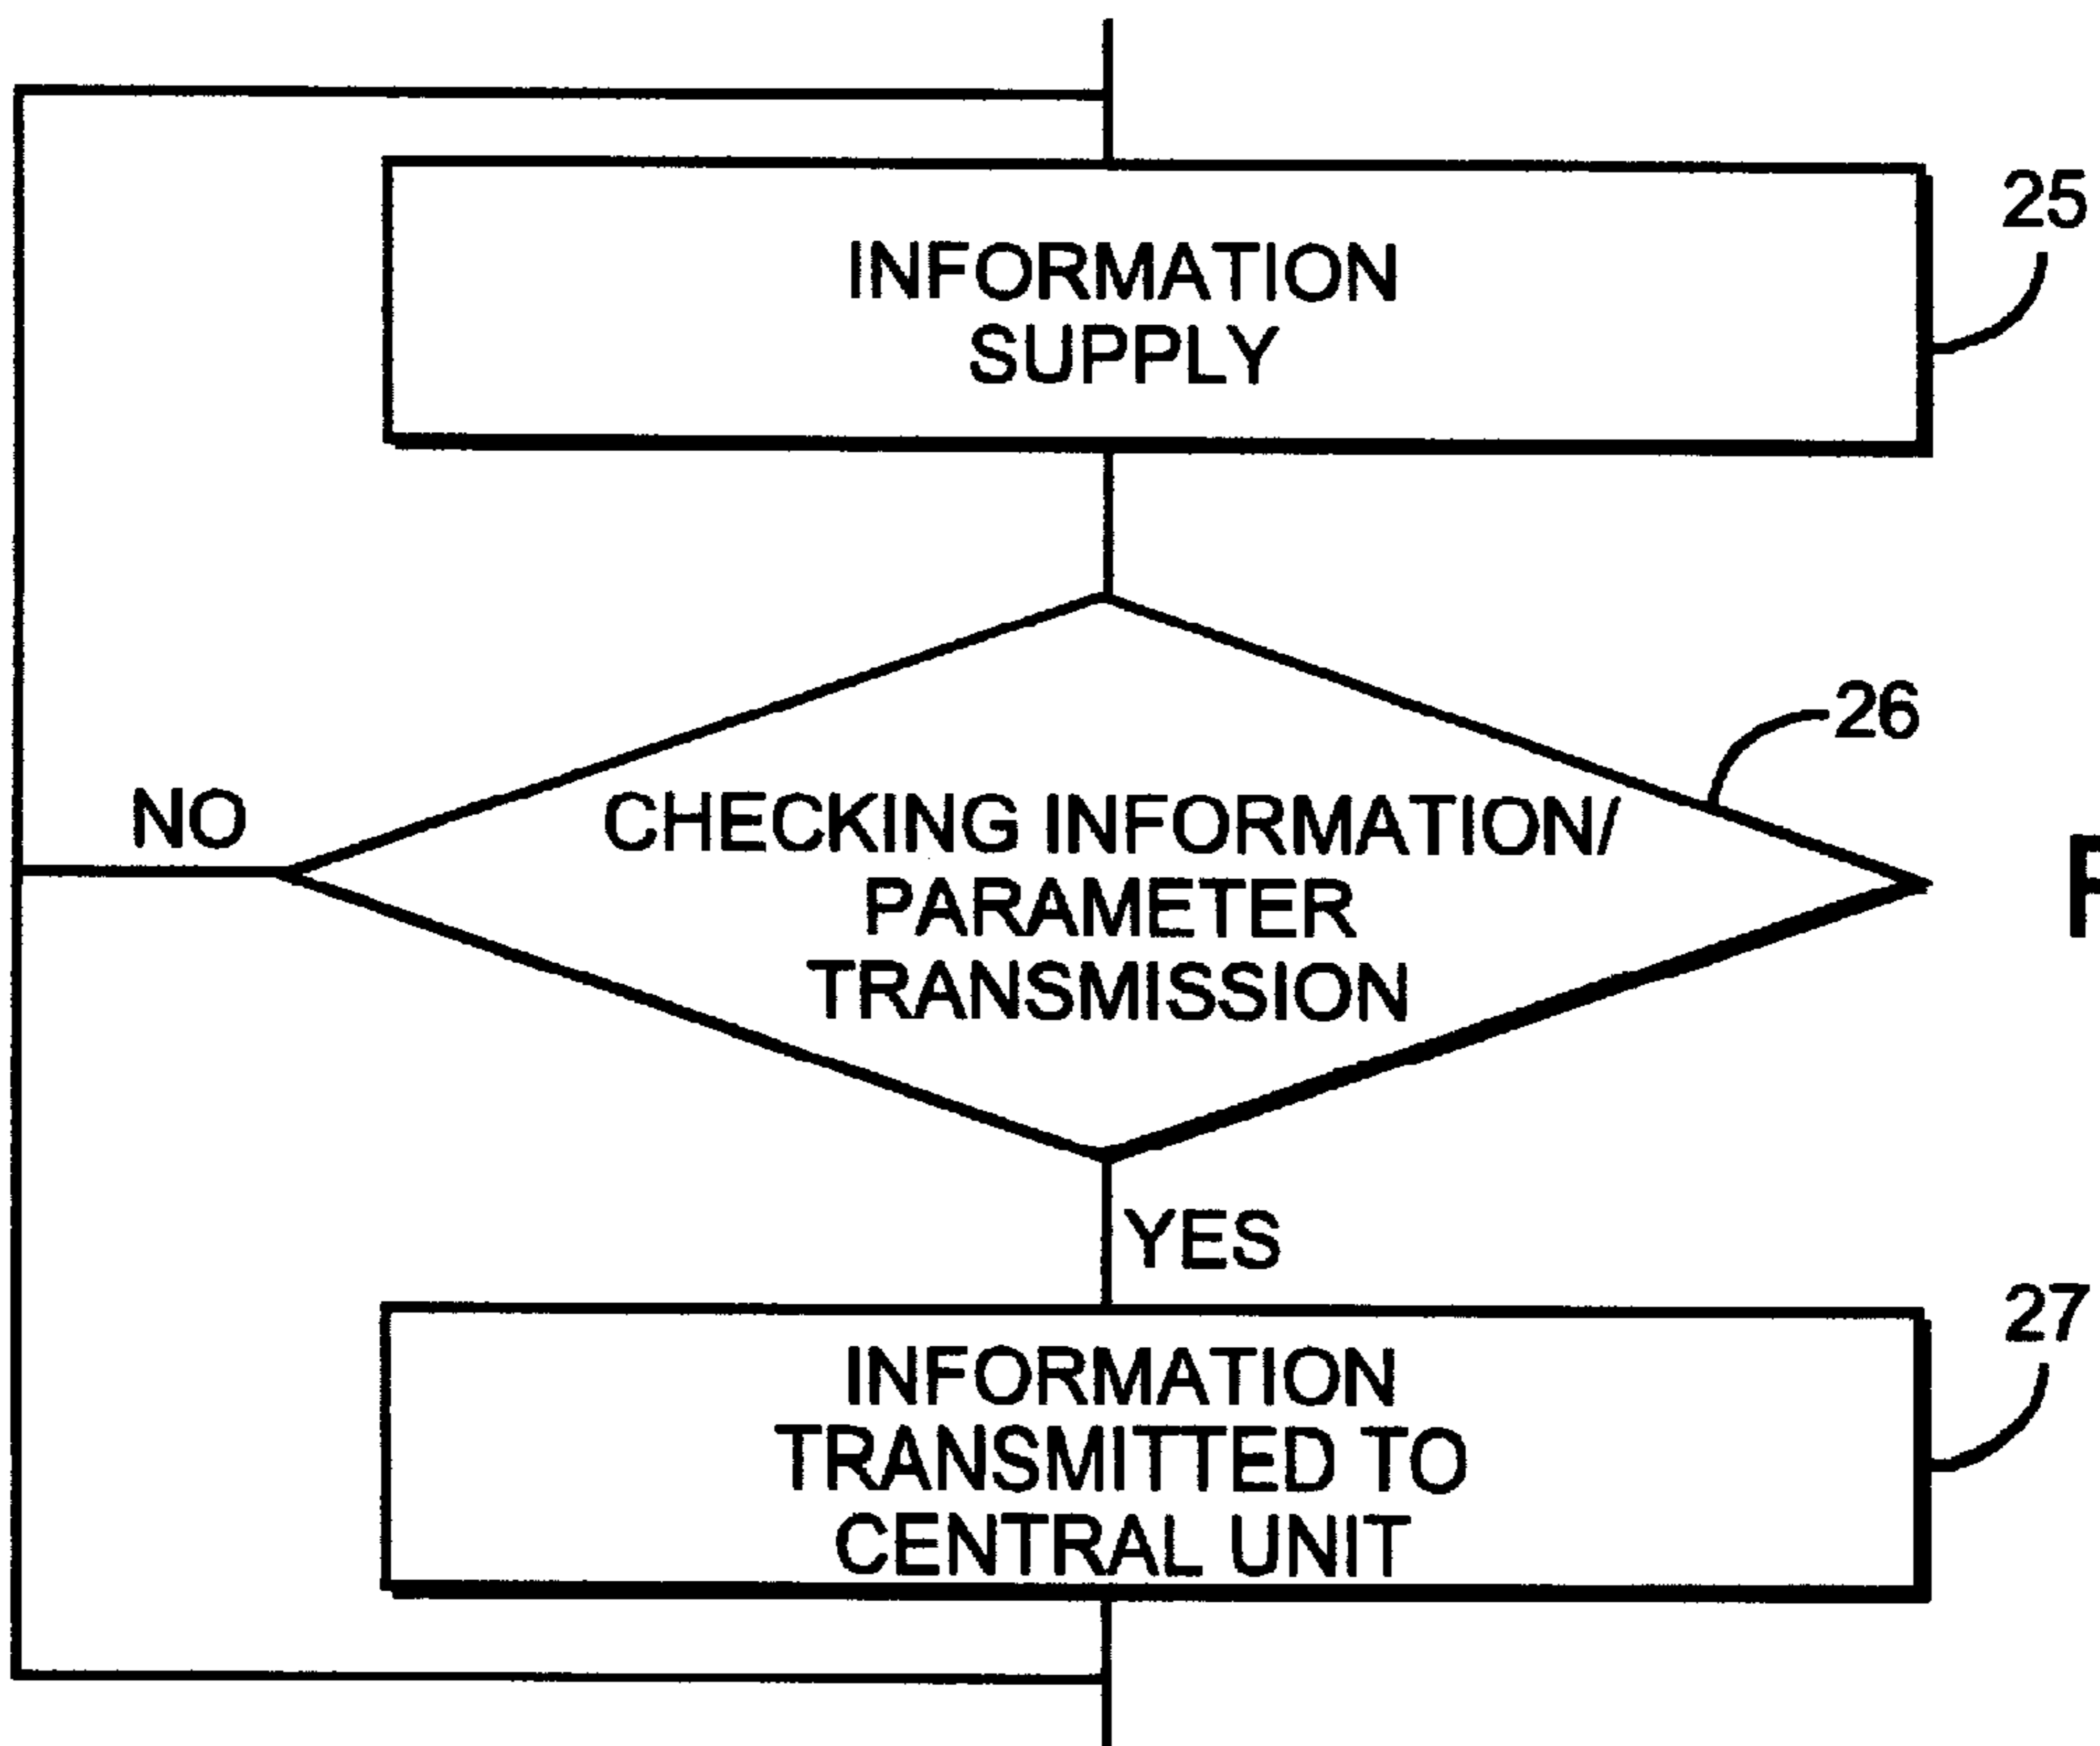 INFORMATION
SUPPLY
25
26
NO
CHECKING INFORMATION/
PARAMETER
TRANSMISSION
YES
27
INFORMATION
TRANSMITTED TO
CENTRAL UNIT